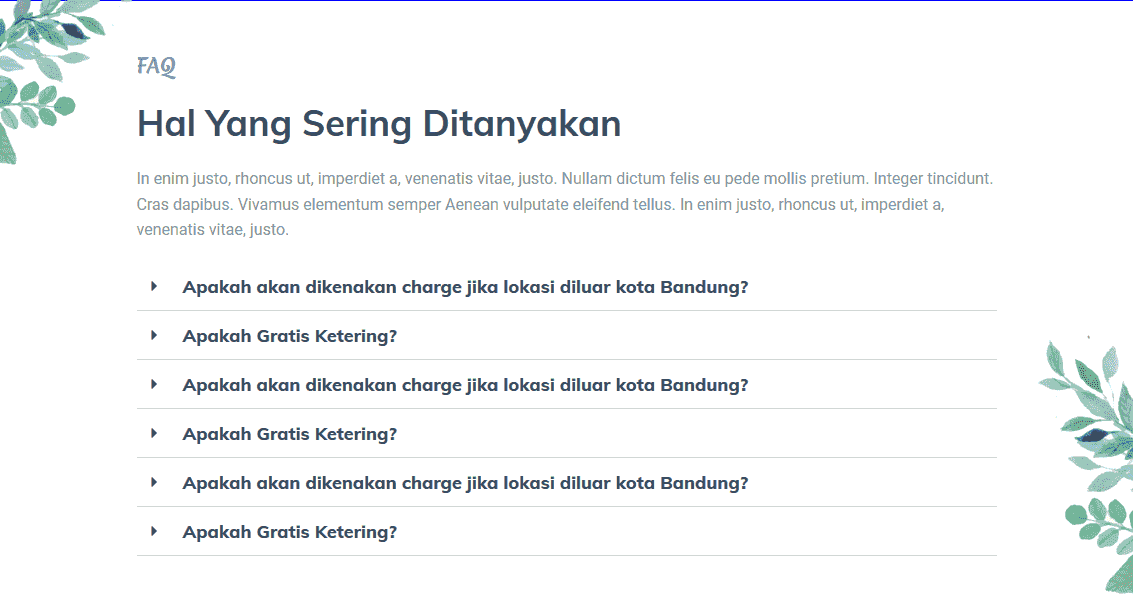 FAQ
Hal Yang Sering Ditanyakan
In enim justo, rhoncus ut, imperdiet a, venenatis vitae, justo. Nullam dictum felis eu pede mollis pretium. Integer tincidunt.
Cras dapibus. Vivamus elementum semper Aenean vulputate eleifend tellus. In enim justo, rhoncus ut, imperdiet a,
venenatis vitae, justo.
Apakah akan dikenakan charge jika lokasi diluar kota Bandung?
Apakah Gratis Ketering?
Apakah akan dikenakan charge jika lokasi diluar kota Bandung?
Apakah Gratis Ketering?
Apakah akan dikenakan charge jika lokasi diluar kota Bandung?
Apakah Gratis Ketering?